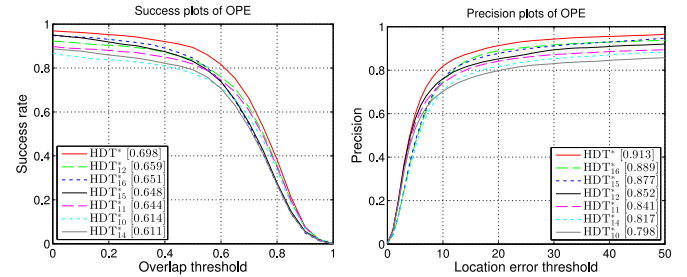 Success plots of OPE
Success rate
1
0.8
0.6
0.4
0.2
0
HDT* [0.698]
HDT*12 [0.659]
HDT*16 [0.651]
HDT*15 [0.648]
HDT*11 [0.644]
HDT*10 [0.614]
HDT*14 [0.611]
0 0.2 0.4 0.6 0.8 1
Overlap threshold
Precision plots of OPE
Precision
1
0.8
0.6
0.4
0.2
0
HDT* [0.913]
HDT*16 [0.889]
HDT*15 [0.877]
HDT*12 [0.852]
HDT*11 [0.841]
HDT*14 [0.817]
HDT*10 [0.798]
0 10 20 30 40 50
Location error threshold